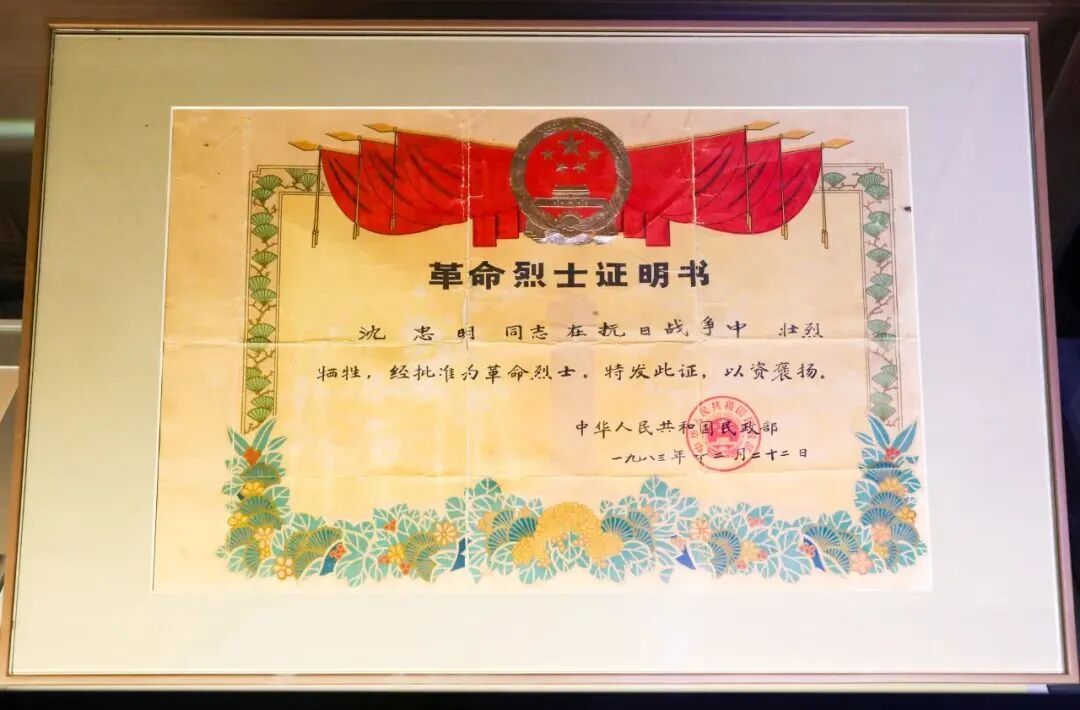 革命烈士证明书
沈忠明 同志在抗日战争中 壮烈
牺牲，经批准为革命烈士。特发此证，以资褒扬。
中华人民共和国民政部
一九八三年十二月二十二日